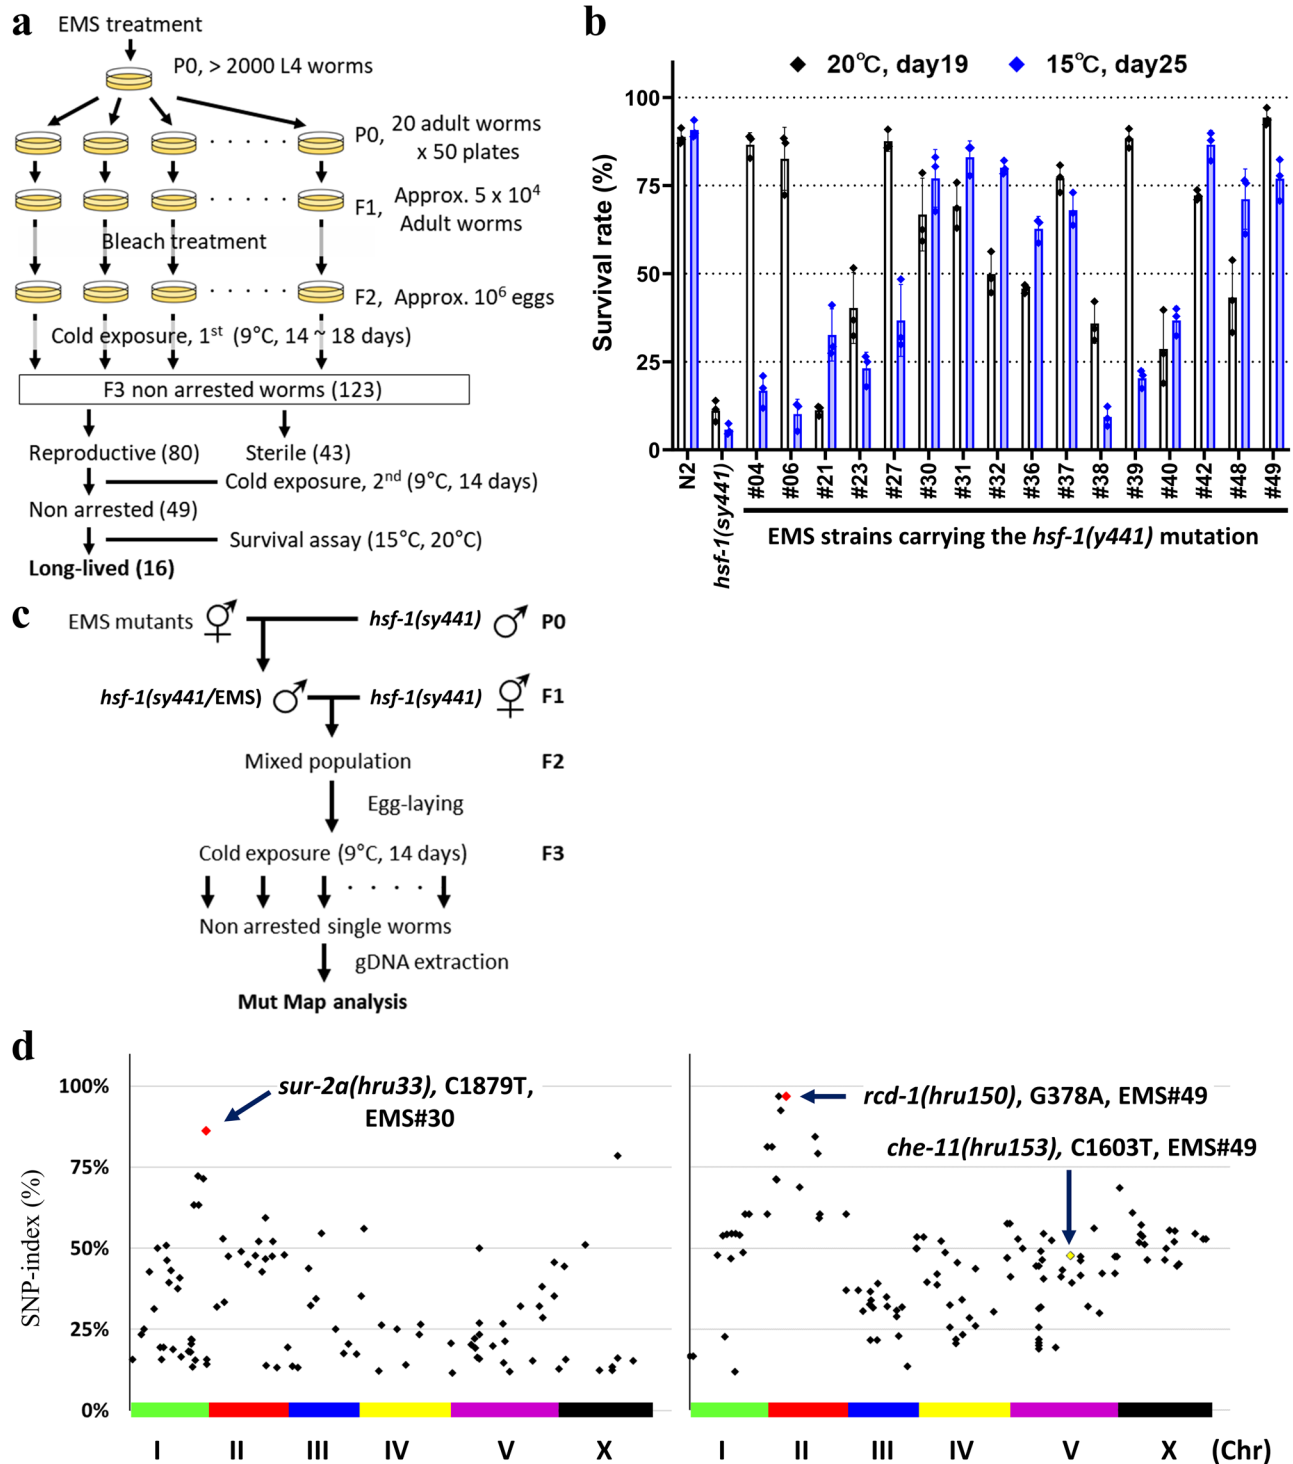 a
EMS treatment
P0, > 2000 L4 worms
P0, 20 adult worms
x 50 plates
F1, Approx. 5 x 10⁴
Adult worms
Bleach treatment
F2, Approx. 10⁶ eggs
Cold exposure, 1ˢᵗ (9°C, 14 ~ 18 days)
F3 non arrested worms (123)
Reproductive (80)
Sterile (43)
Cold exposure, 2ⁿᵈ (9°C, 14 days)
Non arrested (49)
Survival assay (15°C, 20°C)
Long-lived (16)
b
20°C, day19
15°C, day25
Survival rate (%)
100
75
50
25
0
N2
hsf-1(sy441)
#04
#06
#21
#23
#27
#30
#31
#32
#36
#37
#38
#39
#40
#42
#48
#49
EMS strains carrying the hsf-1(y441) mutation
c
EMS mutants ⚥ hsf-1(sy441) ♂ P0
hsf-1(sy441/EMS) ♂ hsf-1(sy441) ⚥ F1
Mixed population F2
Egg-laying
Cold exposure (9°C, 14 days) F3
Non arrested single worms
gDNA extraction
Mut Map analysis
d
SNP-index (%)
100%
75%
50%
25%
0%
sur-2a(hru33), C1879T,
EMS#30
I II III IV V X
rcd-1(hru150), G378A, EMS#49
che-11(hru153), C1603T, EMS#49
I II III IV V X (Chr)